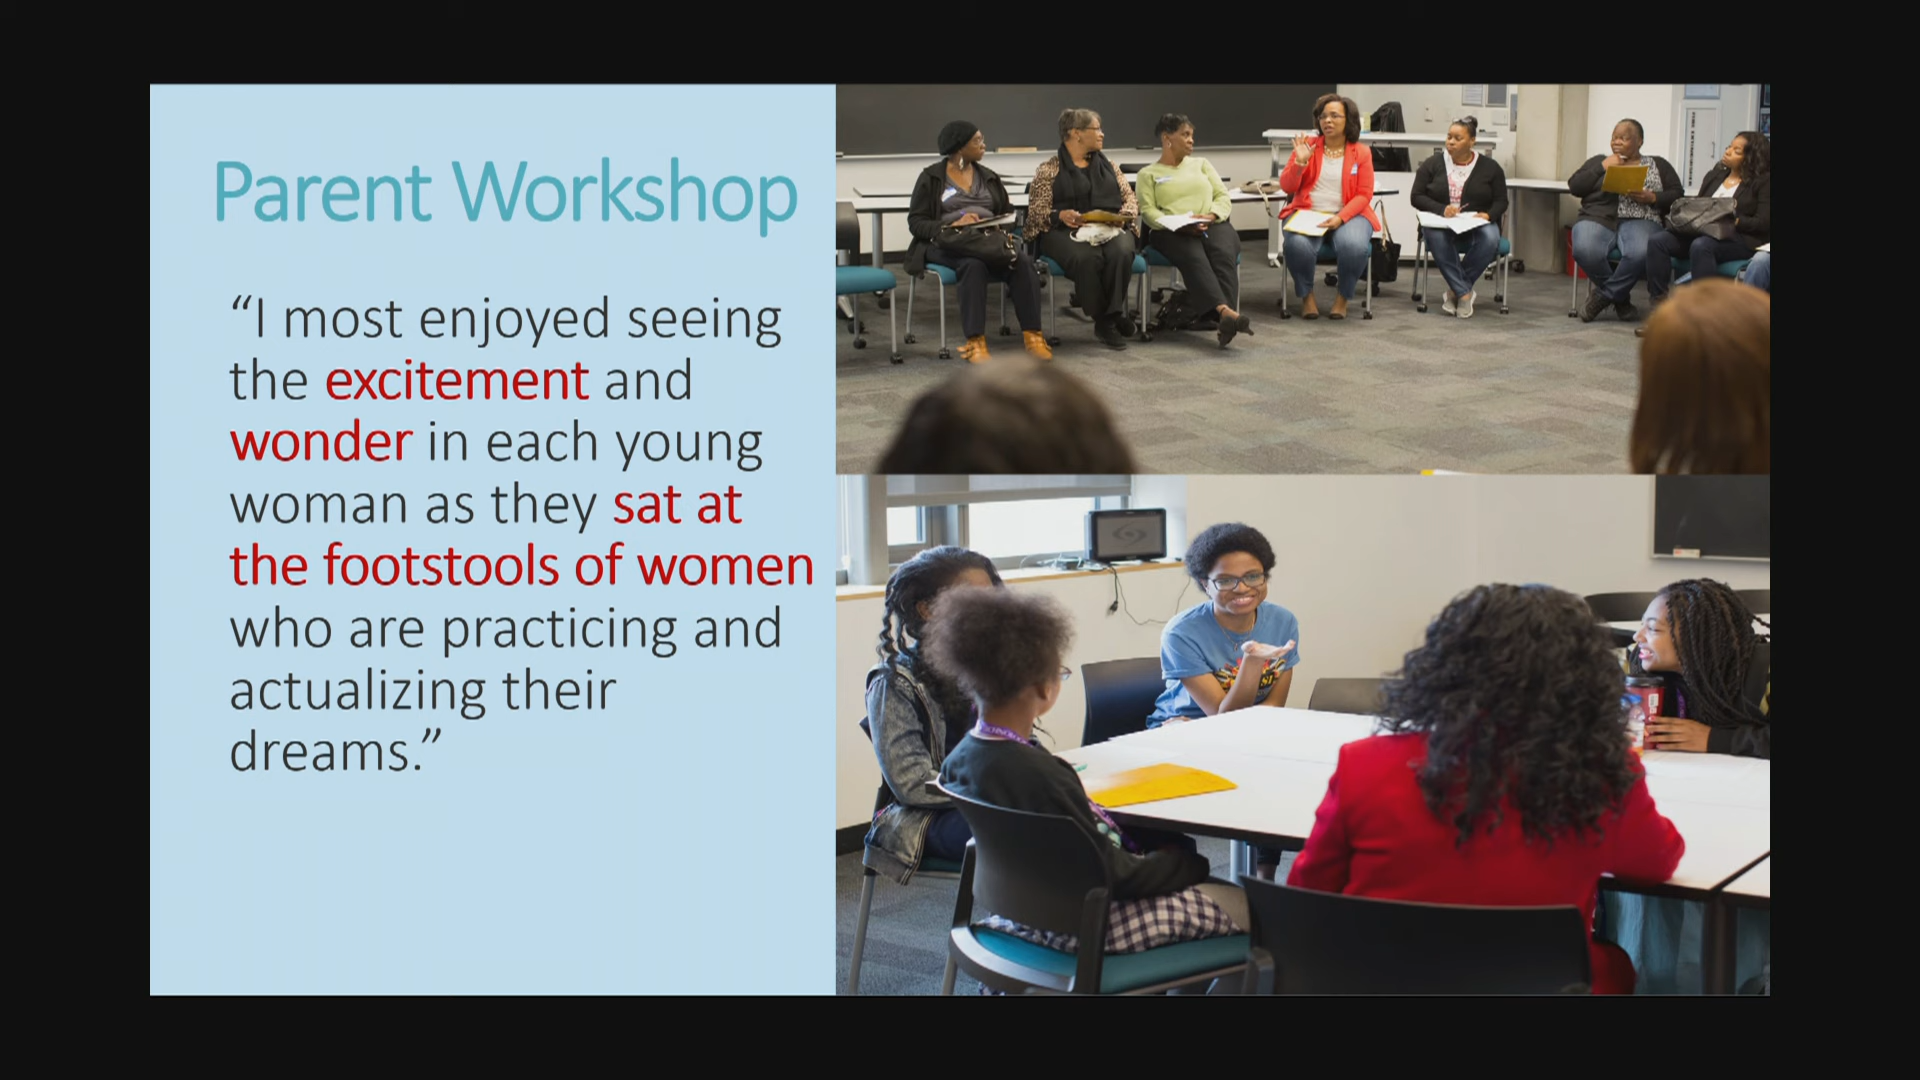 Parent Workshop
“I most enjoyed seeing
the excitement and
wonder in each young
woman as they sat at
the footstools of women
who are practicing and
actualizing their
dreams.”